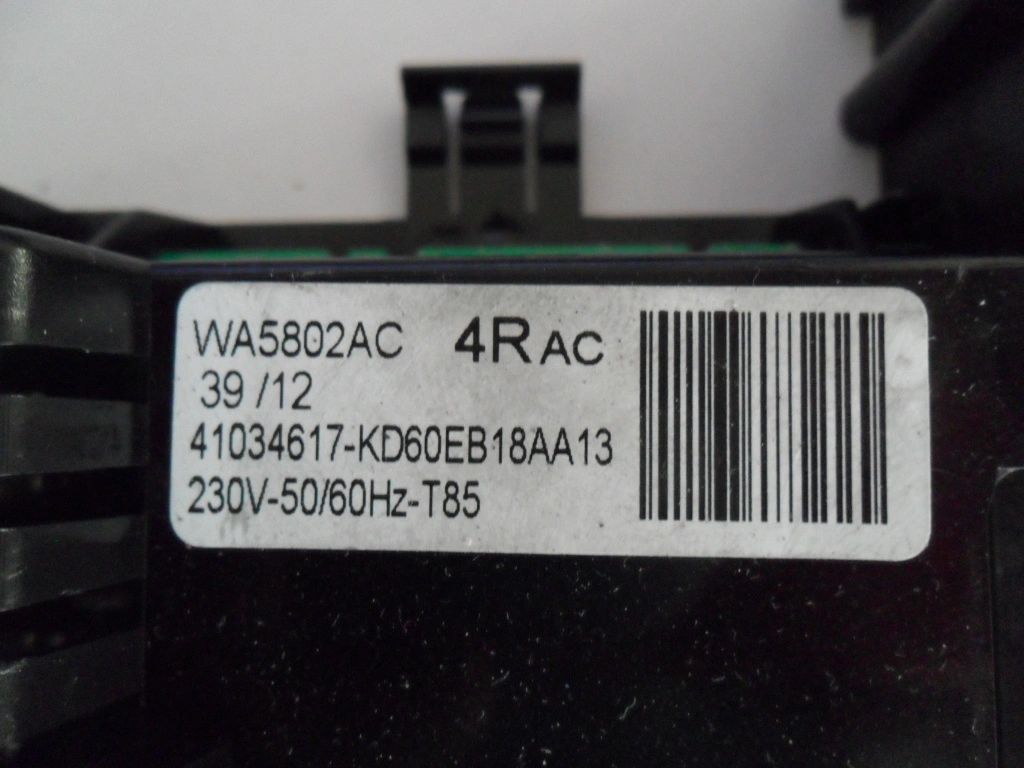 WA5802AC 4RAC
39 /12
41034617-KD60EB18AA13
230V-50/60Hz-T85